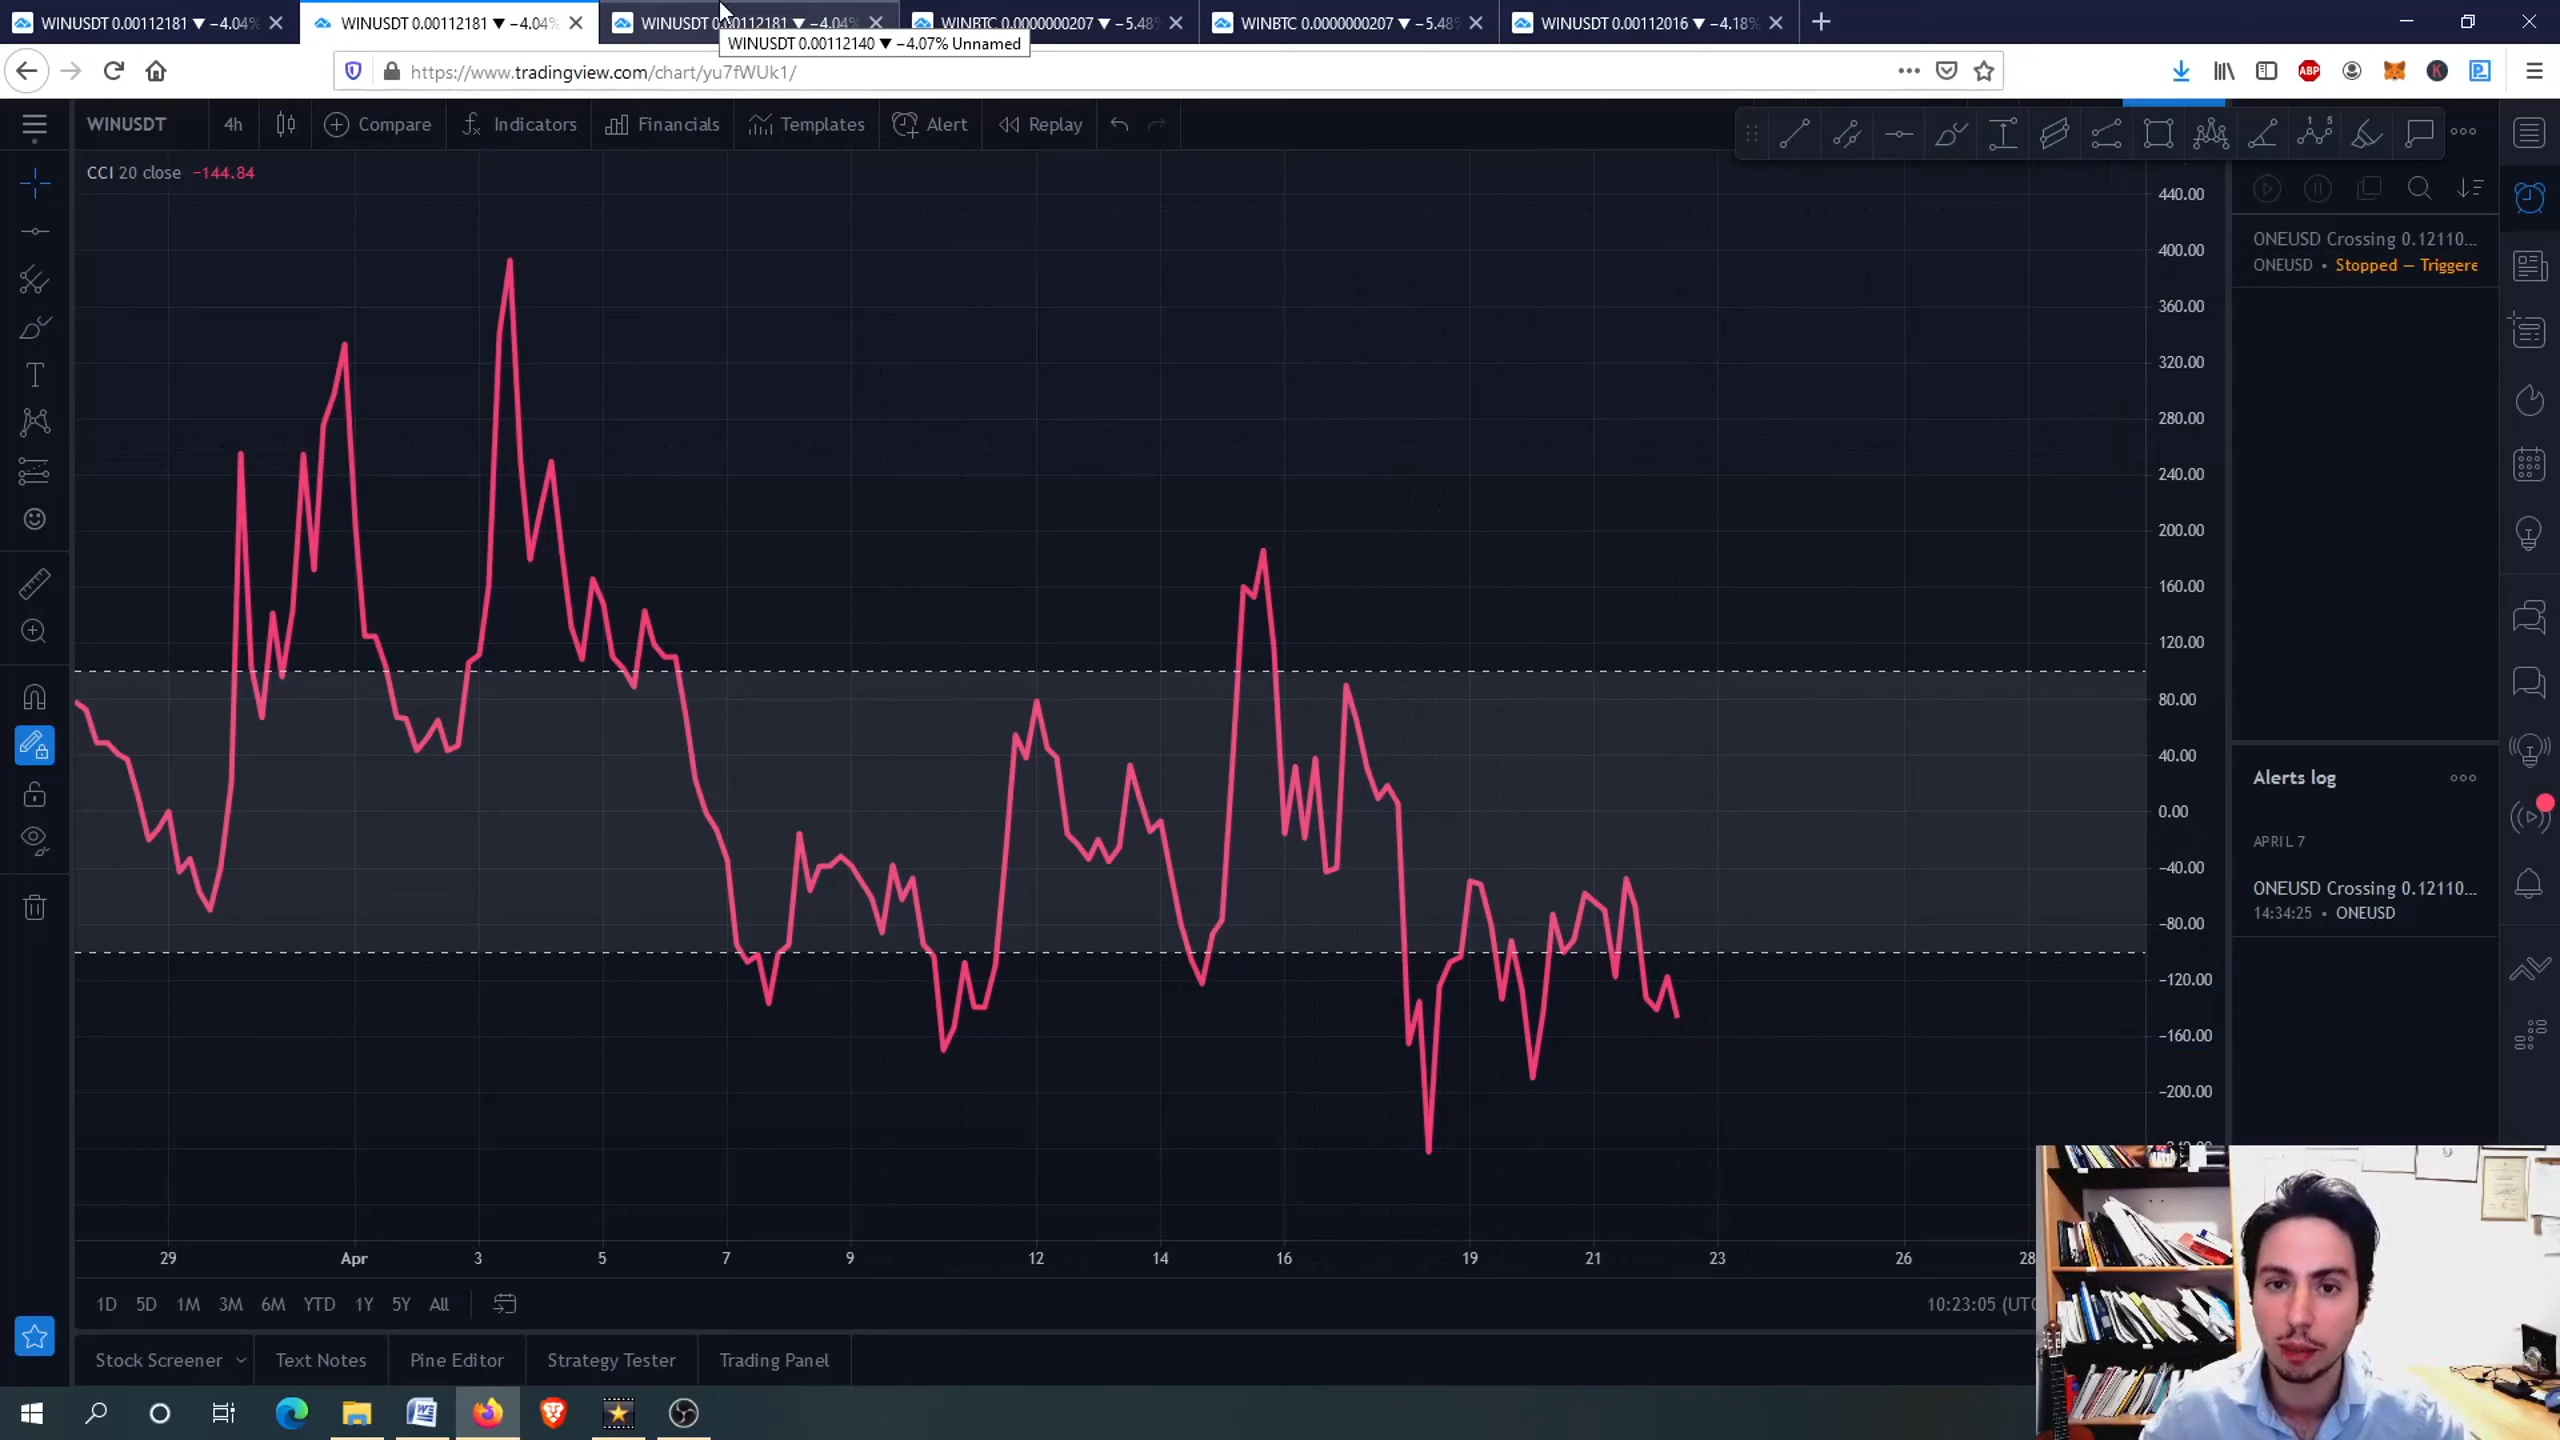 WINUSDT 0.00112181 ▼ −4.04%
WINUSDT 0.00112181 ▼ −4.04%
WINUSDT 0.00112181 ▼ −4.04%
WINBTC 0.0000000207 ▼ −5.48%
WINBTC 0.0000000207 ▼ −5.48%
WINUSDT 0.00112016 ▼ −4.18%
WINUSDT 0.00112140 ▼ −4.07% Unnamed
https://www.tradingview.com/chart/yu7fWUk1/
ABP
K
WINUSDT
4h
Compare
Indicators
Financials
Templates
Alert
Replay
CCI 20 close −144.84
440.00
400.00
360.00
320.00
280.00
240.00
200.00
160.00
120.00
80.00
40.00
0.00
−40.00
−80.00
−120.00
−160.00
−200.00
ONEUSD Crossing 0.12110...
ONEUSD • Stopped — Triggere
Alerts log
APRIL 7
ONEUSD Crossing 0.12110...
14:34:25 • ONEUSD
29 Apr 3 5 7 9 12 14 16 19 21 23 26 28
1D 5D 1M 3M 6M YTD 1Y 5Y All
10:23:05 (UTC
Stock Screener
Text Notes
Pine Editor
Strategy Tester
Trading Panel